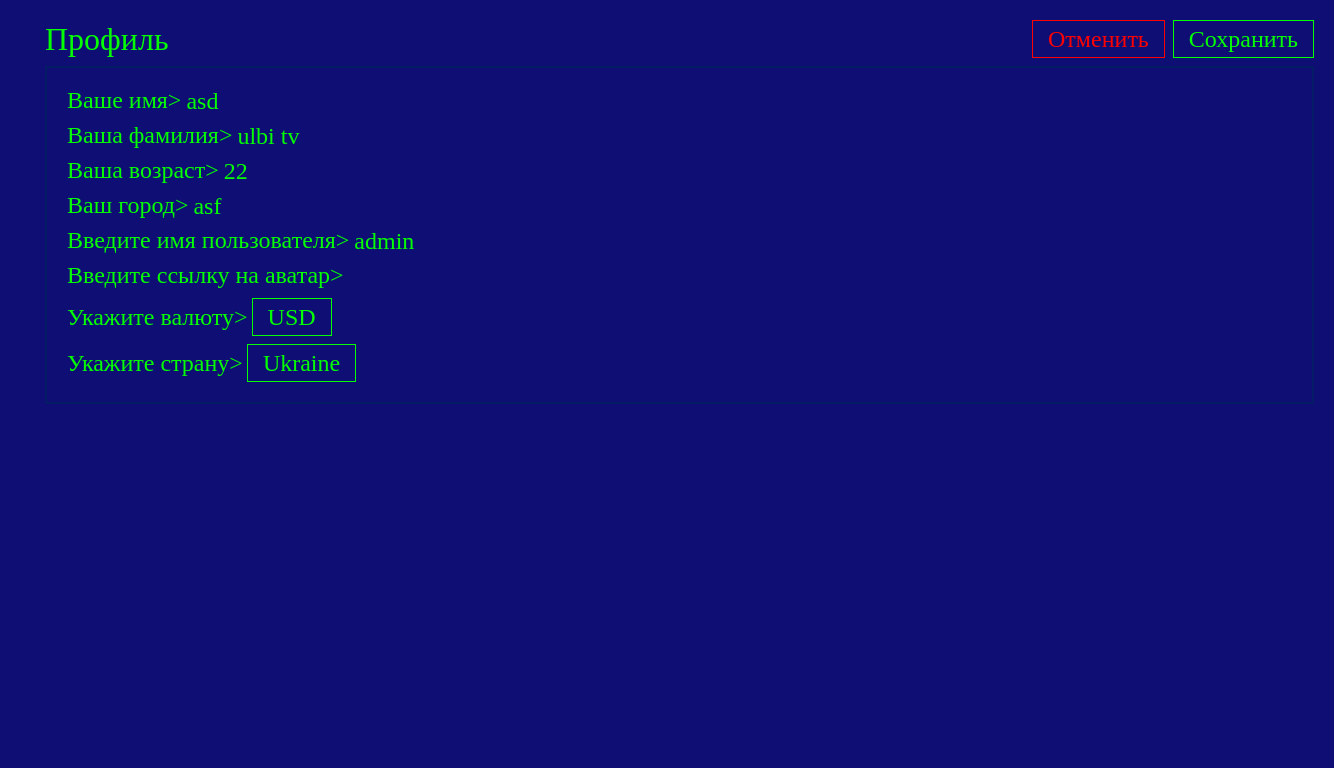 Профиль
Отменить
Сохранить
Ваше имя> asd
Ваша фамилия> ulbi tv
Ваша возраст> 22
Ваш город> asf
Введите имя пользователя> admin
Введите ссылку на аватар>
Укажите валюту> USD
Укажите страну> Ukraine